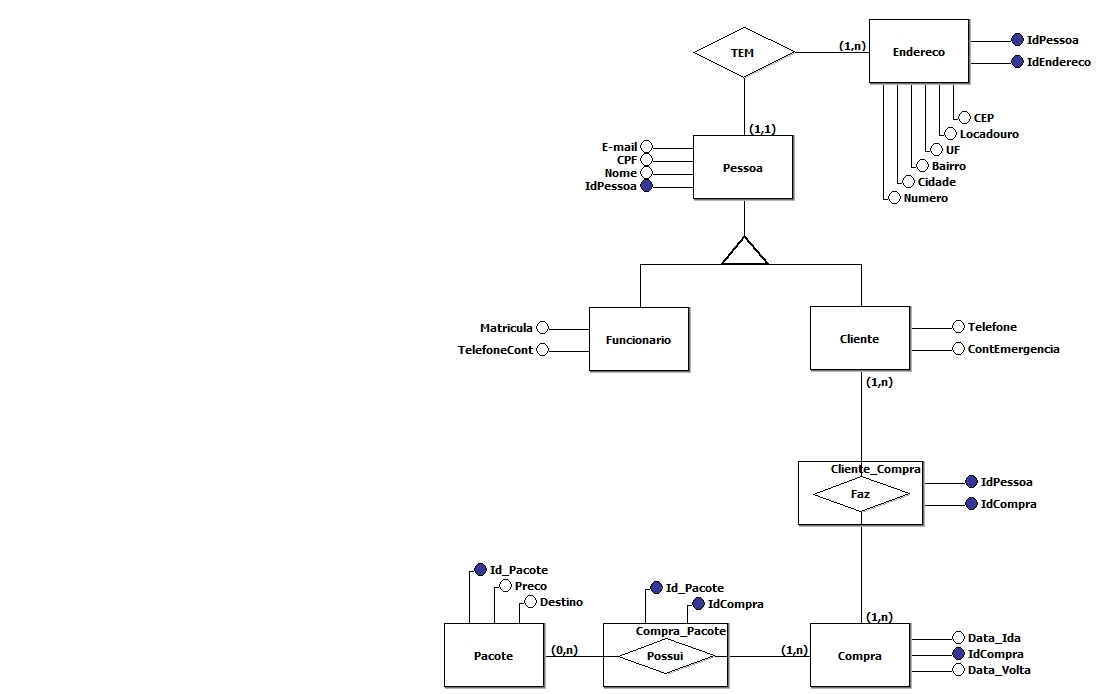 TEM
(1,n)
Endereco
IdPessoa
IdEndereco
CEP
Locadouro
UF
Bairro
Cidade
Numero
(1,1)
E-mail
CPF
Nome
IdPessoa
Pessoa
Matricula
TelefoneCont
Funcionario
Cliente
Telefone
ContEmergencia
(1,n)
Cliente_Compra
Faz
IdPessoa
IdCompra
(1,n)
Id_Pacote
Preco
Destino
Pacote
(0,n)
Id_Pacote
IdCompra
Compra_Pacote
Possui
(1,n)
Compra
Data_Ida
IdCompra
Data_Volta